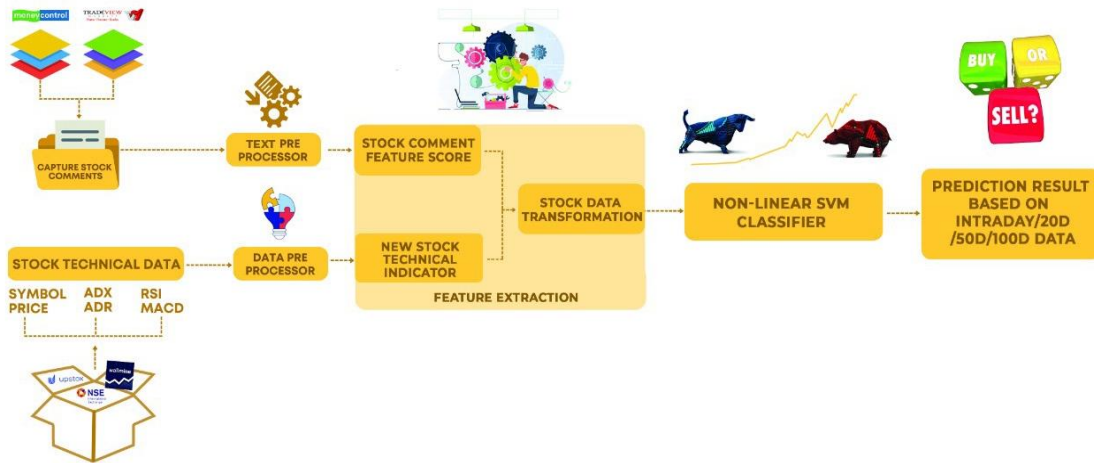 moneycontrol
TRADEVIEW
CAPTURE STOCK
COMMENTS
TEXT PRE
PROCESSOR
STOCK COMMENT
FEATURE SCORE
STOCK TECHNICAL DATA
SYMBOL
PRICE
ADX
ADR
RSI
MACD
upstox
NSE
DATA PRE
PROCESSOR
NEW STOCK
TECHNICAL
INDICATOR
STOCK DATA
TRANSFORMATION
FEATURE EXTRACTION
NON-LINEAR SVM
CLASSIFIER
BUY
OR
SELL?
PREDICTION RESULT
BASED ON
INTRADAY/20D
/50D/100D DATA